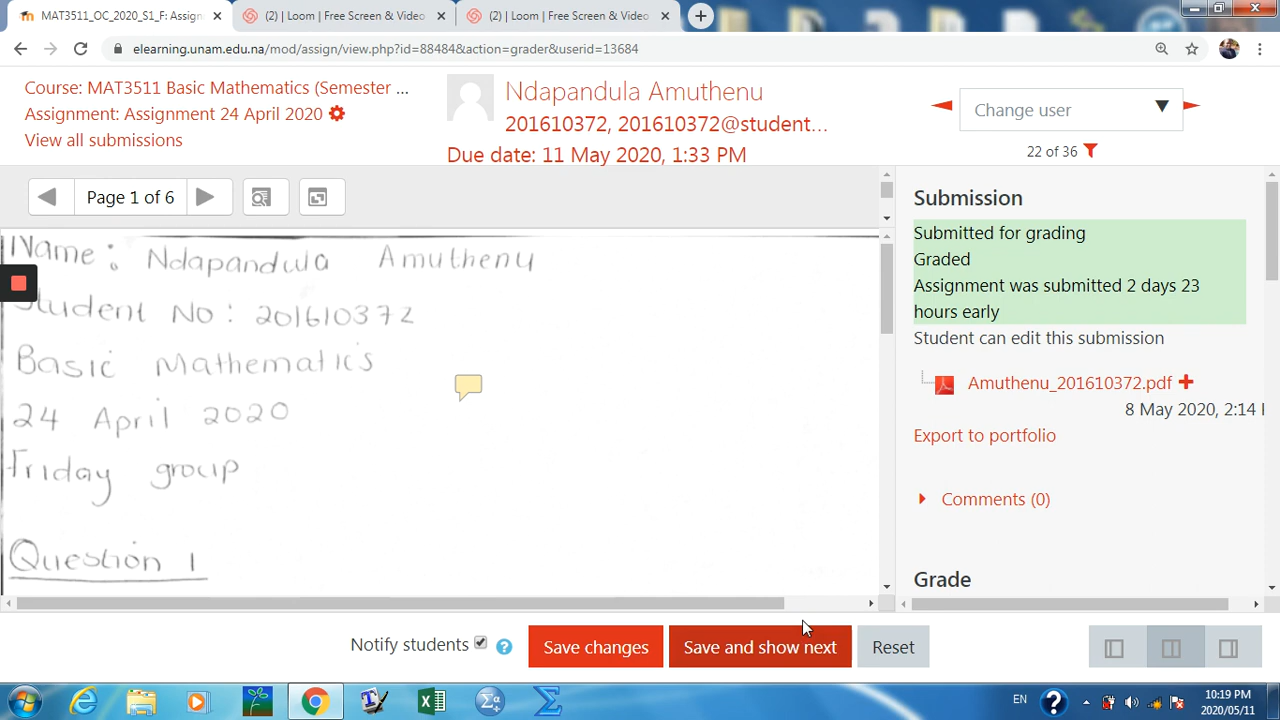 MAT3511_OC_2020_S1_F: Assign
(2) | Loom | Free Screen & Video
(2) | Free Screen & Video
elearning.unam.edu.na/mod/assign/view.php?id=88484&action=grader&userid=13684
Course: MAT3511 Basic Mathematics (Semester ...
Assignment: Assignment 24 April 2020
View all submissions
Ndapandula Amuthenu
201610372, 201610372@student...
Due date: 11 May 2020, 1:33 PM
Change user
22 of 36
Page 1 of 6
Name: Ndapandula Amuthenu
Student No: 201610372
Basic Mathematics
24 April 2020
Friday group
Question 1
Submission
Submitted for grading
Graded
Assignment was submitted 2 days 23
hours early
Student can edit this submission
Amuthenu_201610372.pdf
8 May 2020, 2:14
Export to portfolio
Comments (0)
Grade
Notify students
Save changes
Save and show next
Reset
EN
10:19 PM
2020/05/11